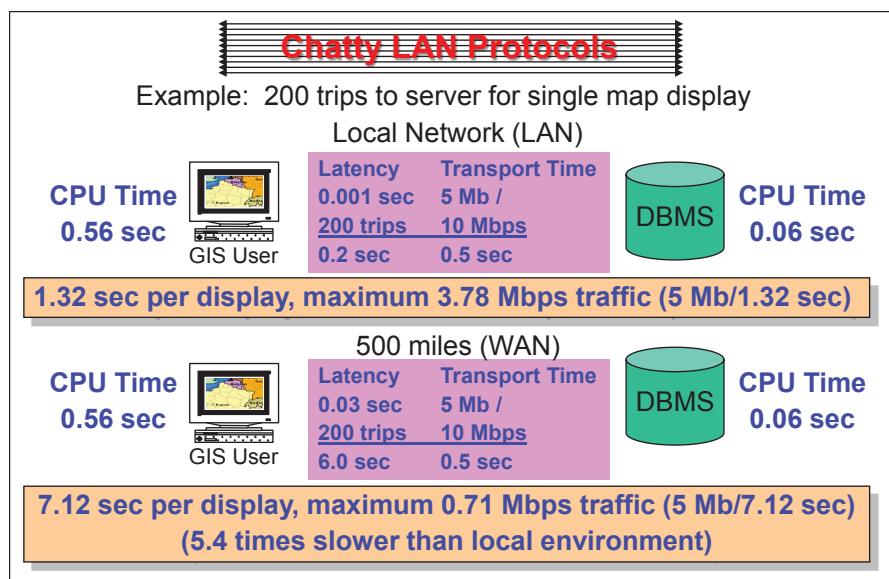 Chatty LAN Protocols
Example: 200 trips to server for single map display
Local Network (LAN)
CPU Time
0.56 sec
GIS User
Latency Transport Time
0.001 sec 5 Mb /
200 trips 10 Mbps
0.2 sec 0.5 sec
DBMS
CPU Time
0.06 sec
1.32 sec per display, maximum 3.78 Mbps traffic (5 Mb/1.32 sec)
500 miles (WAN)
CPU Time
0.56 sec
GIS User
Latency Transport Time
0.03 sec 5 Mb /
200 trips 10 Mbps
6.0 sec 0.5 sec
DBMS
CPU Time
0.06 sec
7.12 sec per display, maximum 0.71 Mbps traffic (5 Mb/7.12 sec)
(5.4 times slower than local environment)